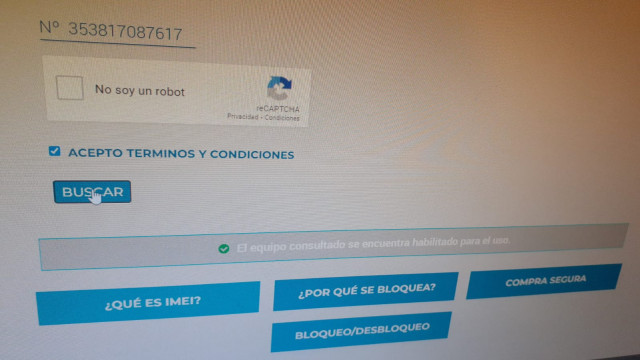 Nº 353817087617
No soy un robot
reCAPTCHA
Privacidad - Condiciones
ACEPTO TERMINOS Y CONDICIONES
BUSCAR
El equipo consultado se encuentra habilitado para el uso.
¿QUÉ ES IMEI?
¿POR QUÉ SE BLOQUEA?
COMPRA SEGURA
BLOQUEO/DESBLOQUEO